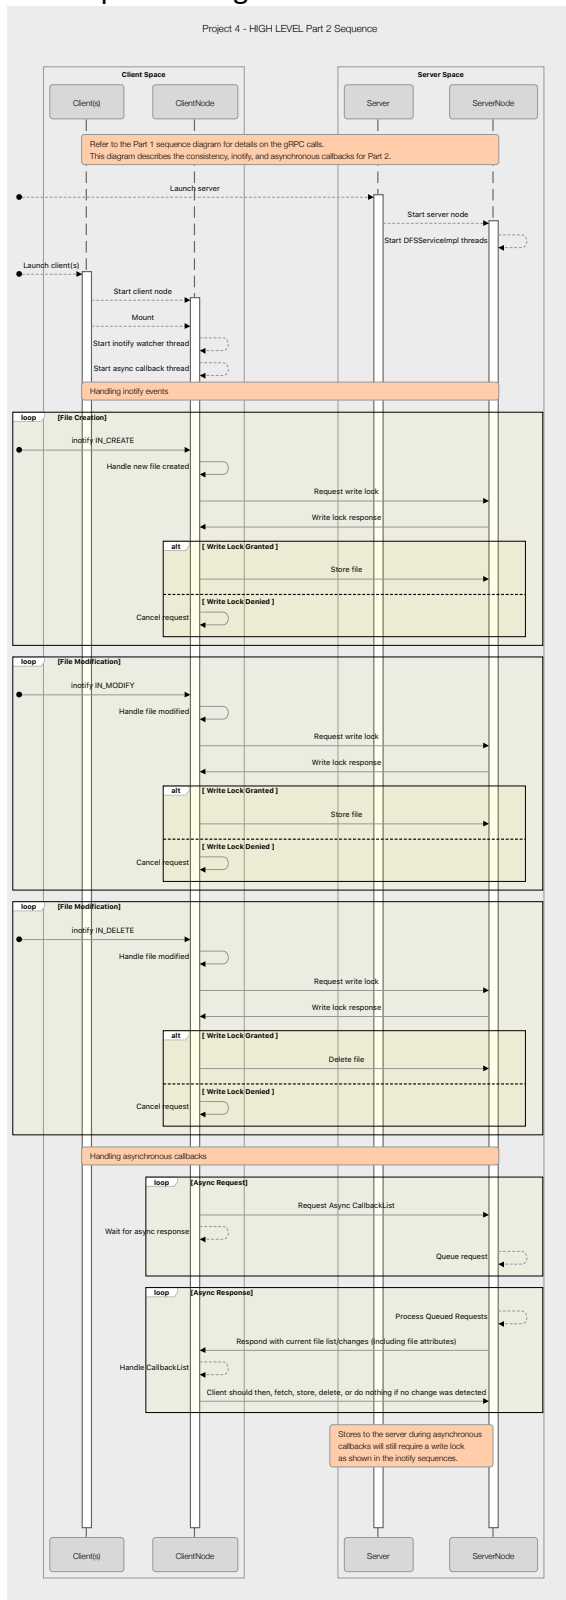 Project 4 - HIGH LEVEL Part 2 Sequence
Client Space
Server Space
Client(s)
ClientNode
Server
ServerNode
Refer to the Part 1 sequence diagram for details on the gRPC calls.
This diagram describes the consistency, inotify, and asynchronous callbacks for Part 2.
Launch server
Start server node
Start DFSServiceImpl threads
Launch client(s)
Start client node
Mount
Start inotify watcher thread
Start async callback thread
Handling inotify events
loop [File Creation]
inotify IN_CREATE
Handle new file created
Request write lock
Write lock response
alt [ Write Lock Granted ]
Store file
[ Write Lock Denied ]
Cancel request
loop [File Modification]
inotify IN_MODIFY
Handle file modified
Request write lock
Write lock response
alt [ Write Lock Granted ]
Store file
[ Write Lock Denied ]
Cancel request
loop [File Modification]
inotify IN_DELETE
Handle file modified
Request write lock
Write lock response
alt [ Write Lock Granted ]
Delete file
[ Write Lock Denied ]
Cancel request
Handling asynchronous callbacks
loop [Async Request]
Request Async CallbackList
Wait for async response
Queue request
loop [Async Response]
Process Queued Requests
Respond with current file list/changes (including file attributes)
Handle CallbackList
Client should then, fetch, store, delete, or do nothing if no change was detected
Stores to the server during asynchronous
callbacks will still require a write lock
as shown in the inotify sequences.
Client(s)
ClientNode
Server
ServerNode